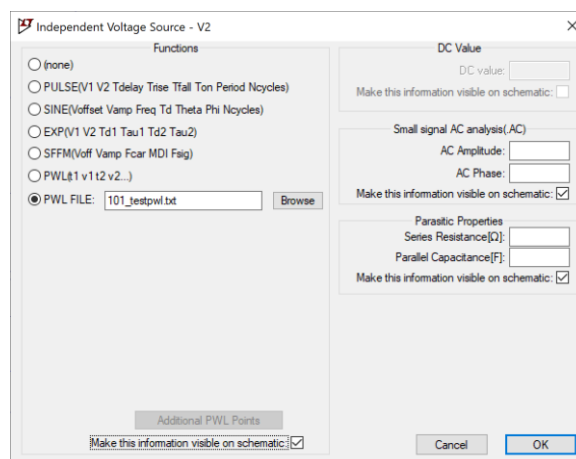 Independent Voltage Source - V2
Functions
(none)
PULSE(V1 V2 Tdelay Trise Tfall Ton Period Ncycles)
SINE(Voffset Vamp Freq Td Theta Phi Ncycles)
EXP(V1 V2 Td1 Tau1 Td2 Tau2)
SFFM(Voff Vamp Fcar MDI Fsig)
PWL(t1 v1 t2 v2...)
PWL FILE: 101_testpwl.txt Browse
Additional PWL Points
Make this information visible on schematic:
DC Value
DC value:
Make this information visible on schematic:
Small signal AC analysis(.AC)
AC Amplitude:
AC Phase:
Make this information visible on schematic:
Parasitic Properties
Series Resistance[Ω]:
Parallel Capacitance[F]:
Make this information visible on schematic:
Cancel OK